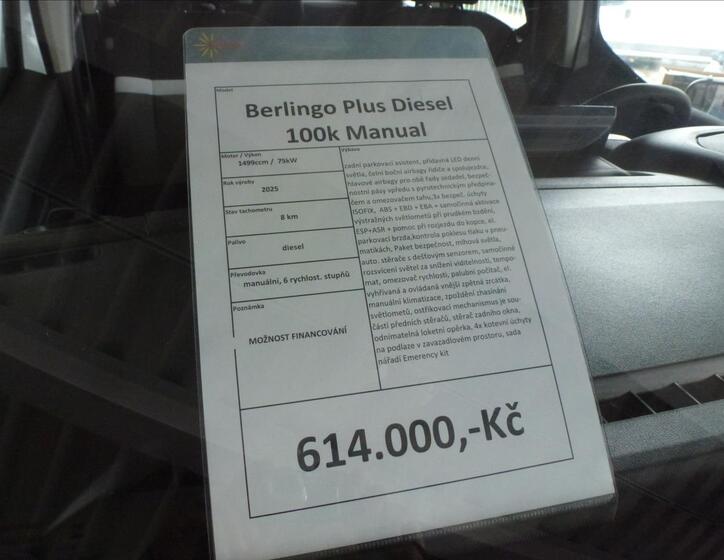 Model
Berlingo Plus Diesel
100k Manual
Motor / Výkon
1499ccm / 75kW
Rok výroby
2025
Stav tachometru
8 km
Palivo
diesel
Převodovka
manuální, 6 rychlost. stupňů
Poznámka
MOŽNOST FINANCOVÁNÍ
Výbava
zadní parkovací asistent, přídavná LED denní
světla, čelní boční airbagy řidiče a spolujezdce,
hlavové airbagy pro obě řady sedadel, bezpeč-
nostní pásy vpředu s pyrotechnickým předpína-
čem a omezovačem tahu,3x bezpeč. úchyty
ISOFIX, ABS + EBD + EBA + samočinná aktivace
výstražných světlometů při prudkém brzdění,
ESP+ASR + pomoc při rozjezdu do kopce, el.
parkovací brzda,kontrola poklesu tlaku v pneu-
matikách, Paket bezpečnost, mlhová světla,
auto. stěrače s dešťovým senzorem, samočinné
rozsvícení světel za snížení viditelnosti, tempo-
mat, omezovač rychlosti, palubní počítač, el.
vyhřívaná a ovládaná vnější zpětná zrcátka,
manuální klimatizace, zpoždění zhasínání
světlometů, ostřikovací mechanismus je sou-
částí předních stěračů, stěrač zadního okna,
odnímatelná loketní opěrka, 4x kotevní úchyty
na podlaze v zavazadlovém prostoru, sada
nářadí Emerency kit
614.000,-Kč